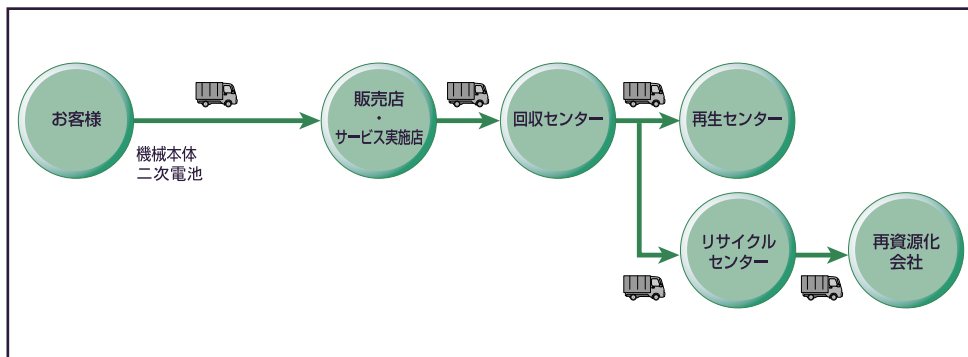 お客様
機械本体
二次電池
販売店
・
サービス実施店
回収センター
再生センター
リサイクル
センター
再資源化
会社